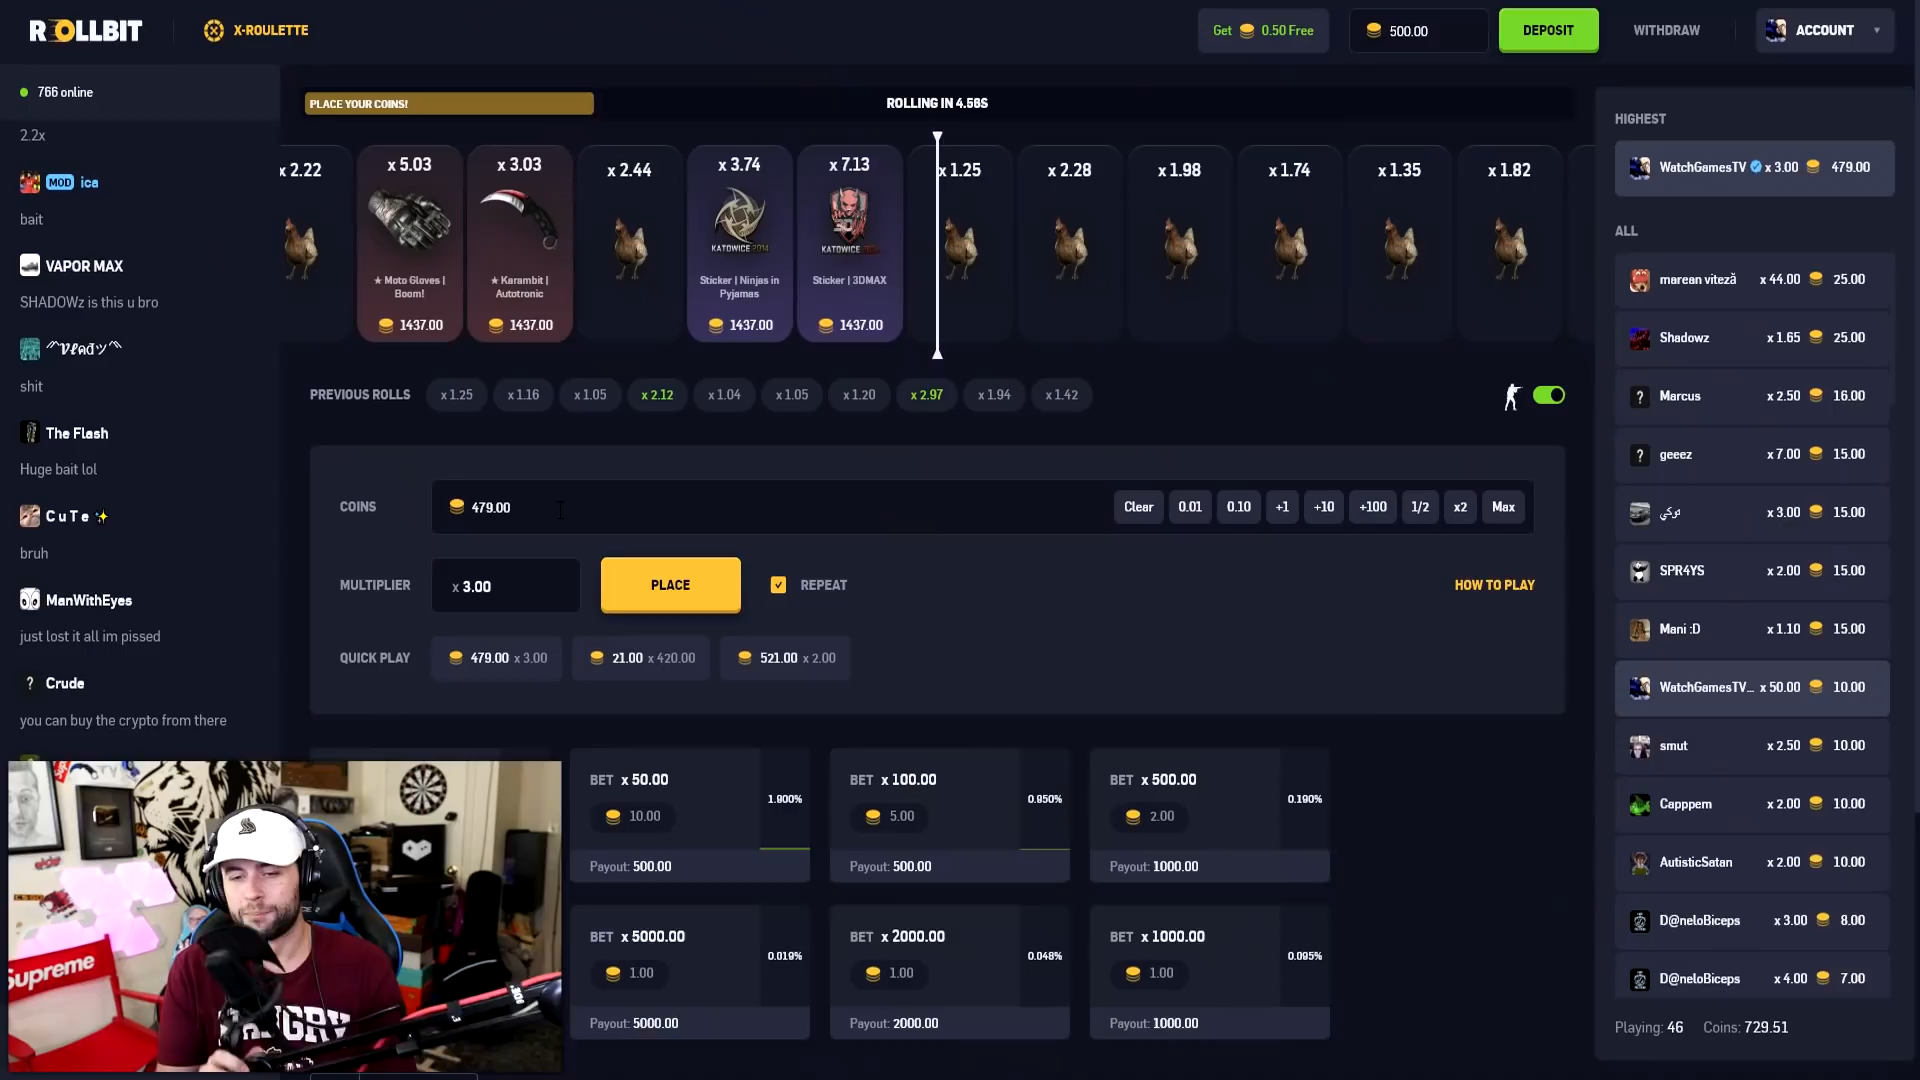 ROLLBIT
X-ROULETTE
Get 0.50 Free
500.00
DEPOSIT
WITHDRAW
ACCOUNT
766 online
2.2x
MOD ica
bait
VAPOR MAX
SHADOWz is this u bro
shit
The Flash
Huge bait lol
C u T e ✨
bruh
ManWithEyes
just lost it all im pissed
? Crude
you can buy the crypto from there
PLACE YOUR COINS!
ROLLING IN 4.56S
x 2.22
x 5.03
★ Moto Gloves |
Boom!
1437.00
x 3.03
★ Karambit |
Autotronic
1437.00
x 2.44
x 3.74
KATOWICE 2014
Sticker | Ninjas in
Pyjamas
1437.00
x 7.13
3D
KATOWICE
Sticker | 3DMAX
1437.00
x 1.25
x 2.28
x 1.98
x 1.74
x 1.35
x 1.82
PREVIOUS ROLLS
x 1.25
x 1.16
x 1.05
x 2.12
x 1.04
x 1.05
x 1.20
x 2.97
x 1.94
x 1.42
COINS
479.00
Clear
0.01
0.10
+1
+10
+100
1/2
x2
Max
MULTIPLIER
x 3.00
PLACE
REPEAT
HOW TO PLAY
QUICK PLAY
479.00 x 3.00
21.00 x 420.00
521.00 x 2.00
BET x 50.00
10.00
1.900%
Payout: 500.00
BET x 100.00
5.00
0.950%
Payout: 500.00
BET x 500.00
2.00
0.190%
Payout: 1000.00
BET x 5000.00
1.00
0.019%
Payout: 5000.00
BET x 2000.00
1.00
0.048%
Payout: 2000.00
BET x 1000.00
1.00
0.095%
Payout: 1000.00
Supreme
HIGHEST
WatchGamesTV x 3.00 479.00
ALL
marean viteză x 44.00 25.00
Shadowz x 1.65 25.00
? Marcus x 2.50 16.00
? geeez x 7.00 15.00
x 3.00 15.00
SPR4YS x 2.00 15.00
Mani :D x 1.10 15.00
WatchGamesTV... x 50.00 10.00
smut x 2.50 10.00
Capppem x 2.00 10.00
AutisticSatan x 2.00 10.00
D@neloBiceps x 3.00 8.00
D@neloBiceps x 4.00 7.00
Playing: 46 Coins: 729.51